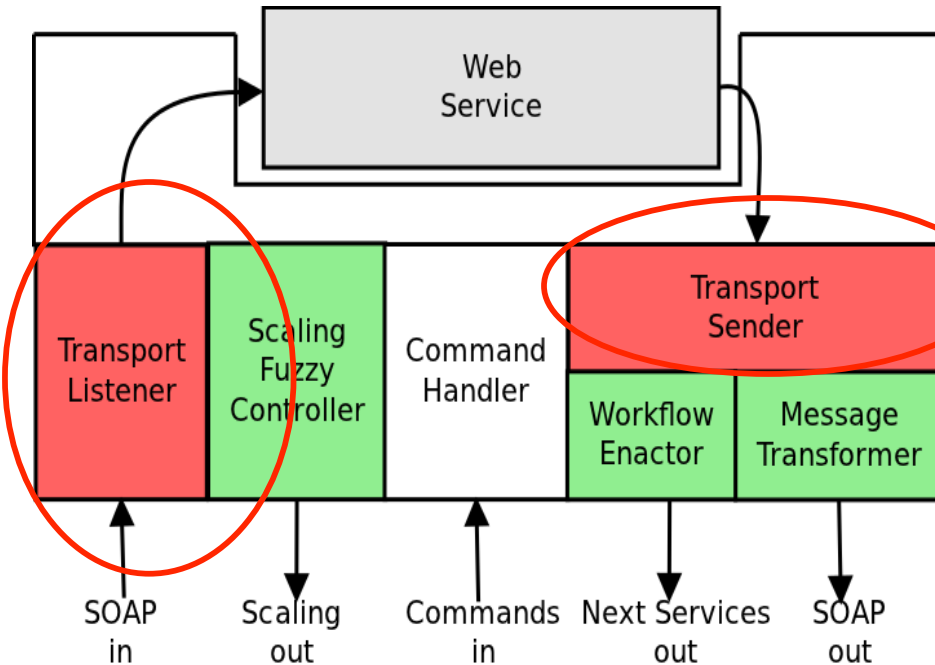 Web
Service
Transport
Listener
Scaling
Fuzzy
Controller
Command
Handler
Transport
Sender
Workflow
Enactor
Message
Transformer
SOAP
in
Scaling
out
Commands
in
Next Services
out
SOAP
out